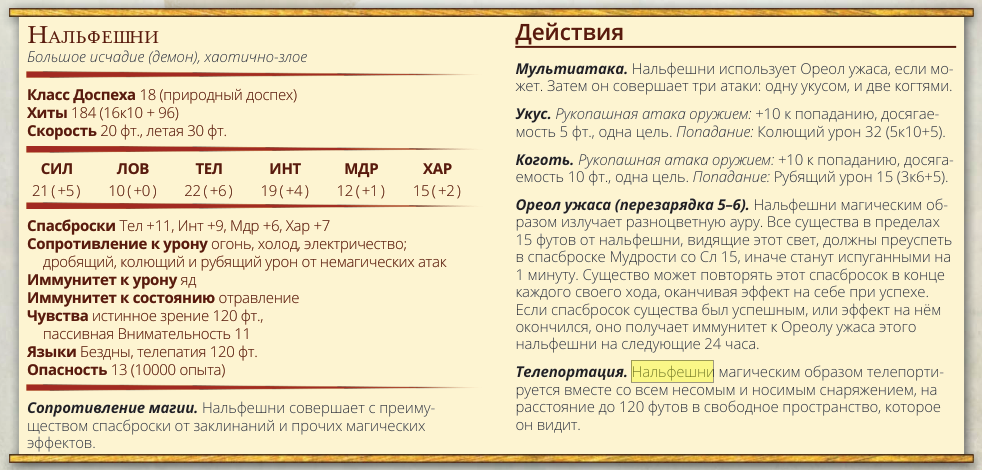 Нальфешни
Большое исчадие (демон), хаотично-злое
Класс Доспеха 18 (природный доспех)
Хиты 184 (16к10 + 96)
Скорость 20 фт., летая 30 фт.
СИЛ ЛОВ ТЕЛ ИНТ МДР ХАР
21 (+5) 10 (+0) 22 (+6) 19 (+4) 12 (+1) 15 (+2)
Спасброски Тел +11, Инт +9, Мдр +6, Хар +7
Сопротивление к урону огонь, холод, электричество;
дробящий, колющий и рубящий урон от немагических атак
Иммунитет к урону яд
Иммунитет к состоянию отравление
Чувства истинное зрение 120 фт.,
пассивная Внимательность 11
Языки Бездны, телепатия 120 фт.
Опасность 13 (10000 опыта)
Сопротивление магии. Нальфешни совершает с преиму-
ществом спасброски от заклинаний и прочих магических
эффектов.
Действия
Мультиатака. Нальфешни использует Ореол ужаса, если мо-
жет. Затем он совершает три атаки: одну укусом, и две когтями.
Укус. Рукопашная атака оружием: +10 к попаданию, досягае-
мость 5 фт., одна цель. Попадание: Колющий урон 32 (5к10+5).
Коготь. Рукопашная атака оружием: +10 к попаданию, досяга-
емость 10 фт., одна цель. Попадание: Рубящий урон 15 (3к6+5).
Ореол ужаса (перезарядка 5–6). Нальфешни магическим об-
разом излучает разноцветную ауру. Все существа в пределах
15 футов от нальфешни, видящие этот свет, должны преуспеть
в спасброске Мудрости со Сл 15, иначе станут испуганными на
1 минуту. Существо может повторять этот спасбросок в конце
каждого своего хода, оканчивая эффект на себе при успехе.
Если спасбросок существа был успешным, или эффект на нём
окончился, оно получает иммунитет к Ореолу ужаса этого
нальфешни на следующие 24 часа.
Телепортация. Нальфешни магическим образом телепорти-
руется вместе со всем несомым и носимым снаряжением, на
расстояние до 120 футов в свободное пространство, которое
он видит.